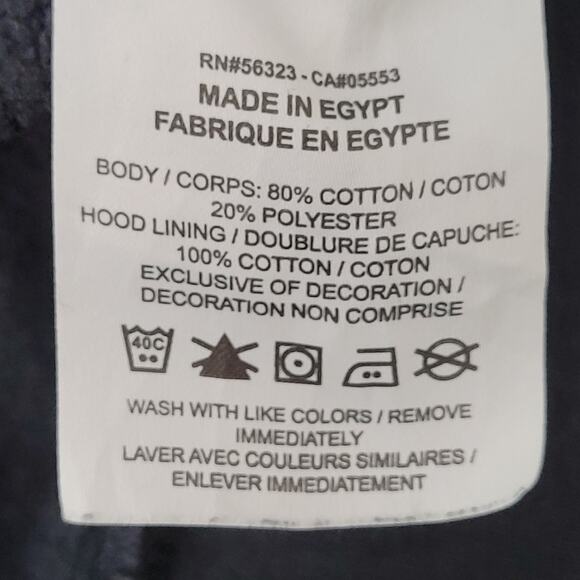 RN#56323 - CA#05553
MADE IN EGYPT
FABRIQUE EN EGYPTE
BODY / CORPS: 80% COTTON / COTON
20% POLYESTER
HOOD LINING / DOUBLURE DE CAPUCHE:
100% COTTON / COTON
EXCLUSIVE OF DECORATION /
DECORATION NON COMPRISE
40C
WASH WITH LIKE COLORS / REMOVE
IMMEDIATELY
LAVER AVEC COULEURS SIMILAIRES /
ENLEVER IMMEDIATEMENT